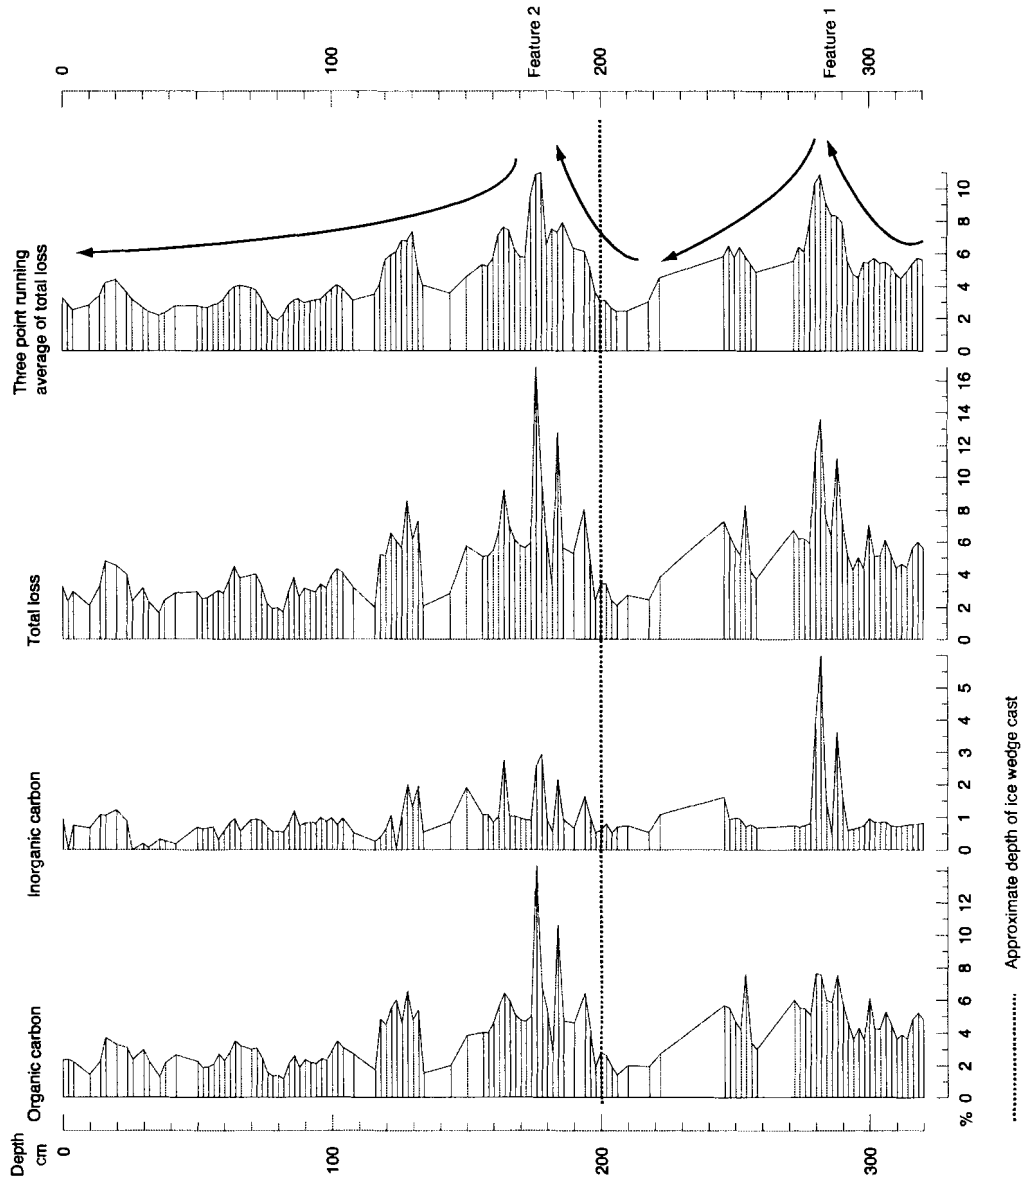 Depth
cm
Organic carbon
Inorganic carbon
Total loss
Three point running
average of total loss
0
0
100
100
Feature 2
200
200
Feature 1
300
300
% 0 2 4 6 8 10 12
0 1 2 3 4 5
0 2 4 6 8 10 12 14 16
0 2 4 6 8 10
Approximate depth of ice wedge cast